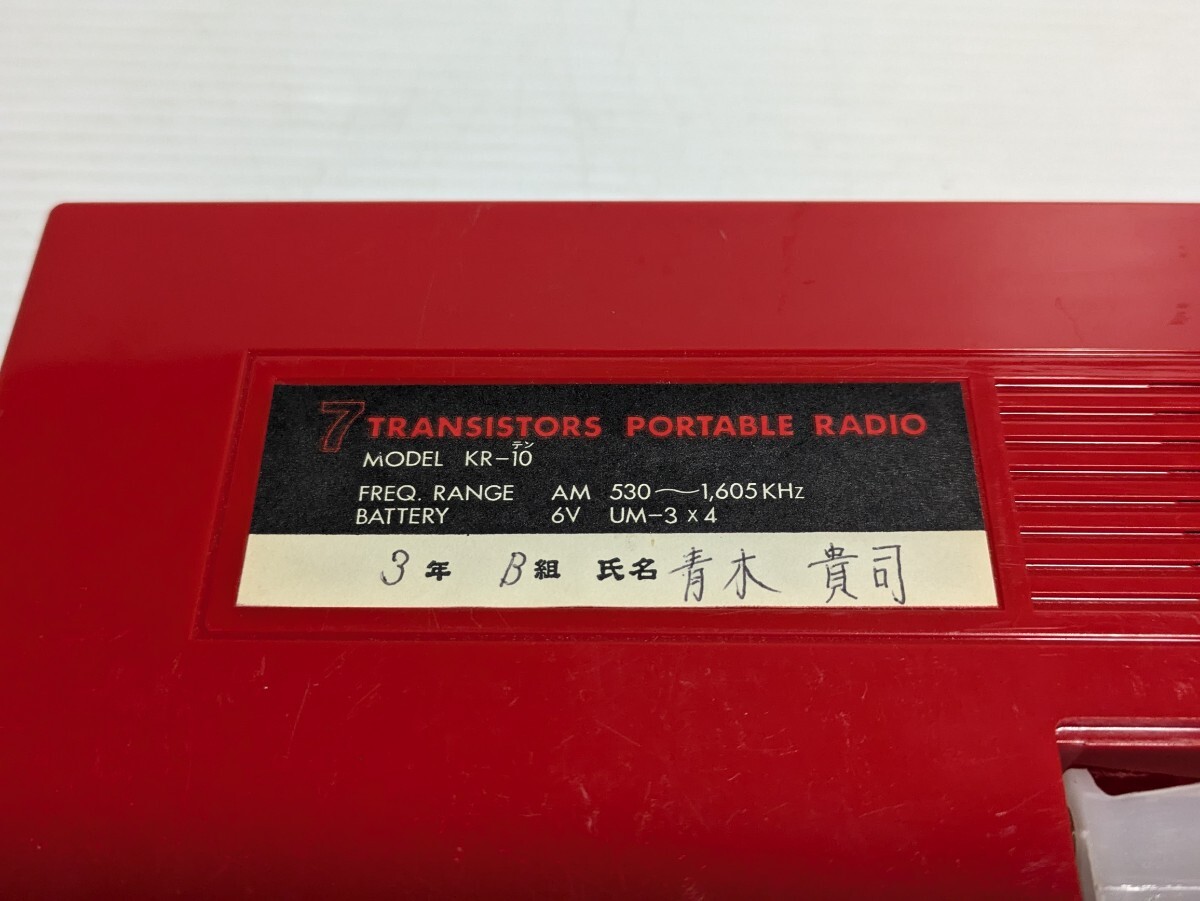 7 TRANSISTORS PORTABLE RADIO
テン
MODEL KR-10
FREQ. RANGE AM 530〜1,605KHz
BATTERY 6V UM-3 x 4
3年 B組 氏名 青木 貴司